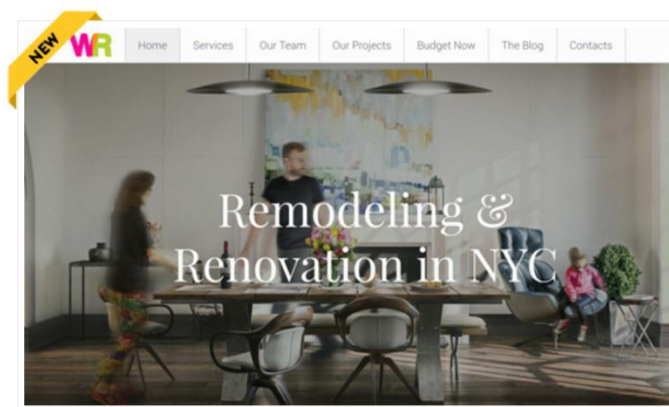 NEW
WR
Home
Services
Our Team
Our Projects
Budget Now
The Blog
Contacts
Remodeling &
Renovation in NYC